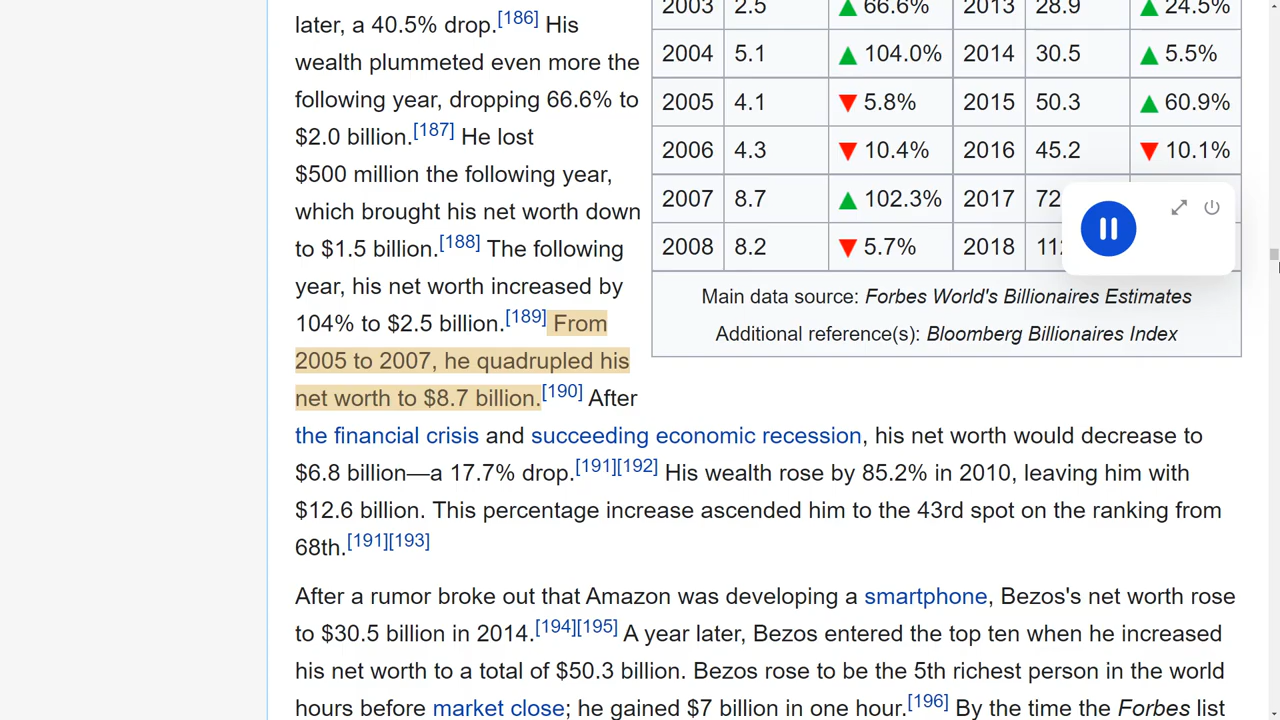 later, a 40.5% drop.[186] His
wealth plummeted even more the
following year, dropping 66.6% to
$2.0 billion.[187] He lost
$500 million the following year,
which brought his net worth down
to $1.5 billion.[188] The following
year, his net worth increased by
104% to $2.5 billion.[189] From
2005 to 2007, he quadrupled his
net worth to $8.7 billion.[190] After
the financial crisis and succeeding economic recession, his net worth would decrease to
$6.8 billion—a 17.7% drop.[191][192] His wealth rose by 85.2% in 2010, leaving him with
$12.6 billion. This percentage increase ascended him to the 43rd spot on the ranking from
68th.[191][193]
2003 2.5 ▲ 66.6% 2013 28.9 ▲ 24.5%
2004 5.1 ▲ 104.0% 2014 30.5 ▲ 5.5%
2005 4.1 ▼ 5.8% 2015 50.3 ▲ 60.9%
2006 4.3 ▼ 10.4% 2016 45.2 ▼ 10.1%
2007 8.7 ▲ 102.3% 2017 72
2008 8.2 ▼ 5.7% 2018
Main data source: Forbes World's Billionaires Estimates
Additional reference(s): Bloomberg Billionaires Index
After a rumor broke out that Amazon was developing a smartphone, Bezos's net worth rose
to $30.5 billion in 2014.[194][195] A year later, Bezos entered the top ten when he increased
his net worth to a total of $50.3 billion. Bezos rose to be the 5th richest person in the world
hours before market close; he gained $7 billion in one hour.[196] By the time the Forbes list